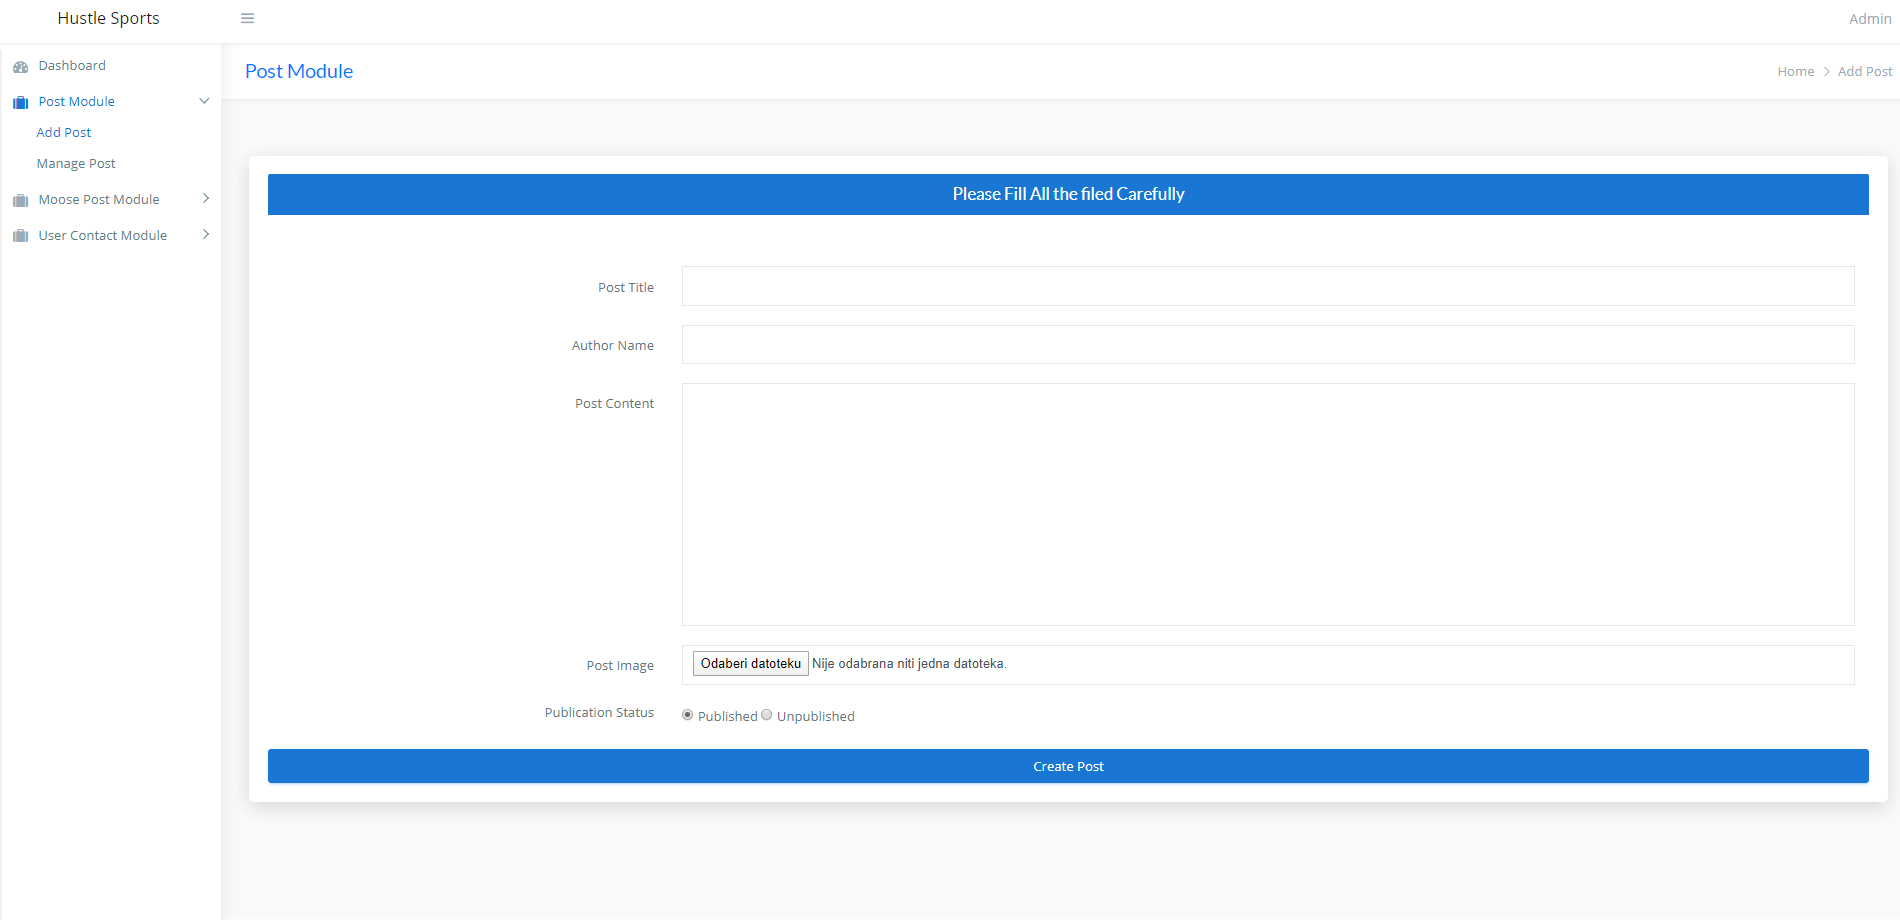 Hustle Sports
Admin
Dashboard
Post Module
Add Post
Manage Post
Moose Post Module
User Contact Module
Post Module
Home > Add Post
Please Fill All the filed Carefully
Post Title
Author Name
Post Content
Post Image
Odaberi datoteku Nije odabrana niti jedna datoteka.
Publication Status
Published Unpublished
Create Post